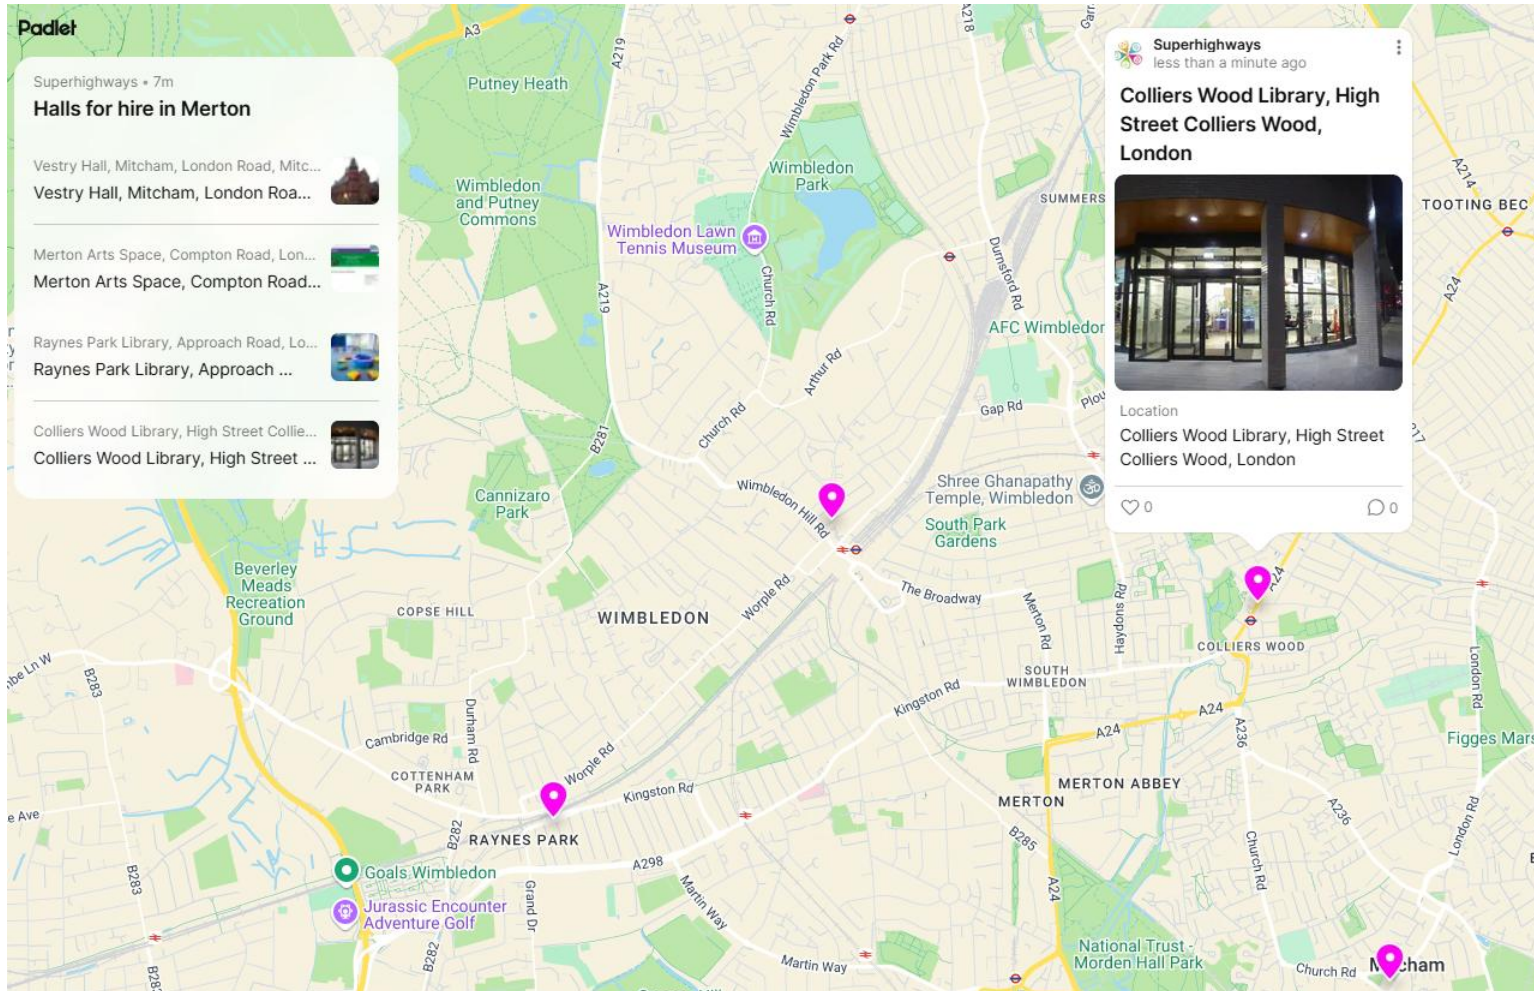 Padlet
Superhighways • 7m
Halls for hire in Merton
Vestry Hall, Mitcham, London Road, Mitc...
Vestry Hall, Mitcham, London Roa...
Merton Arts Space, Compton Road, Lon...
Merton Arts Space, Compton Road...
Raynes Park Library, Approach Road, Lo...
Raynes Park Library, Approach ...
Colliers Wood Library, High Street Collie...
Colliers Wood Library, High Street ...
Superhighways
less than a minute ago
Colliers Wood Library, High
Street Colliers Wood,
London
Location
Colliers Wood Library, High Street
Colliers Wood, London
0
0
A3
A219
A218
Putney Heath
Wimbledon Park Rd
Wimbledon
Park
Wimbledon
and Putney
Commons
Wimbledon Lawn
Tennis Museum
Church Rd
A219
SUMMERS
Durnsford Rd
A214
TOOTING BEC
A24
AFC Wimbledon
Arthur Rd
Gap Rd
Church Rd
B281
Wimbledon Hill Rd
Shree Ghanapathy
Temple, Wimbledon
South Park
Gardens
Cannizaro
Park
Beverley
Meads
Recreation
Ground
COPSE HILL
WIMBLEDON
Worple Rd
The Broadway
Merton Rd
Haydons Rd
A24
COLLIERS WOOD
SOUTH
WIMBLEDON
London Rd
B283
Durham Rd
Kingston Rd
A24
A24
A236
Figges Mars
Cambridge Rd
COTTENHAM
PARK
Worple Rd
Kingston Rd
MERTON ABBEY
MERTON
e Ave
B282
RAYNES PARK
A298
B285
A236
London Rd
Church Rd
Goals Wimbledon
Jurassic Encounter
Adventure Golf
B283
Grand Dr
Martin Way
A24
B282
B283
Martin Way
National Trust -
Morden Hall Park
Church Rd